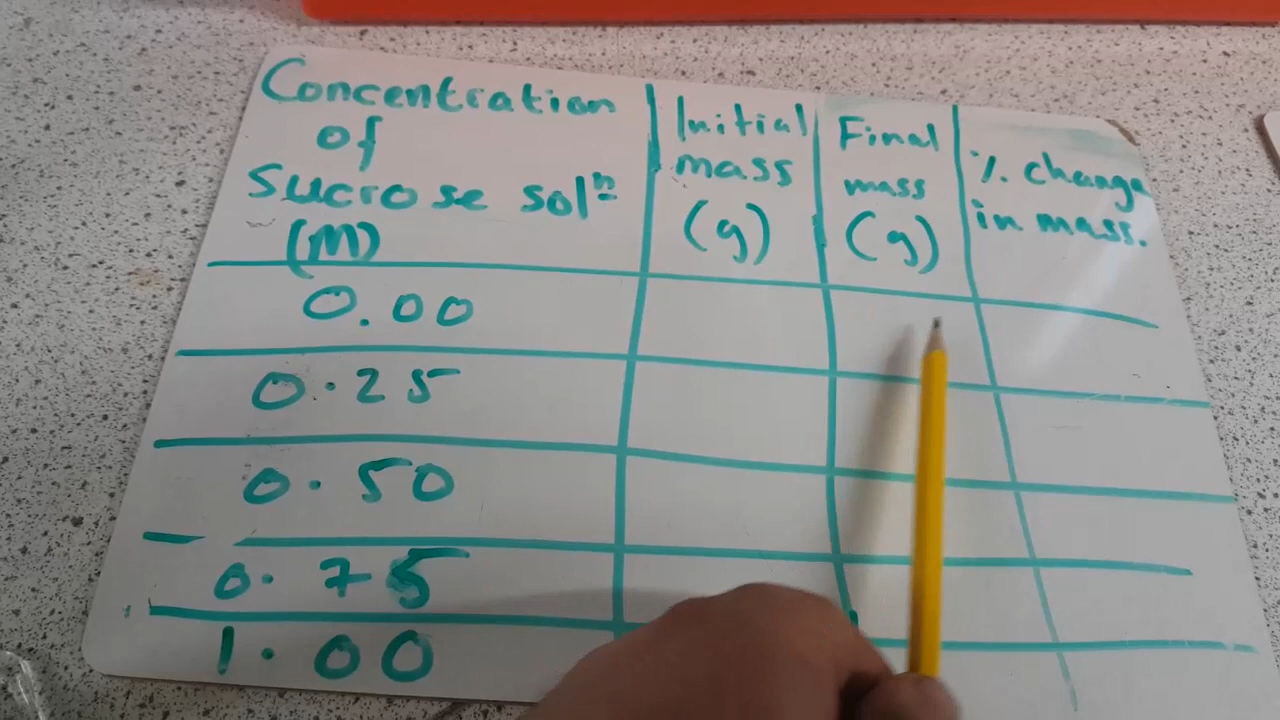 Concentration
of
Sucrose solⁿ
(M)
Initial
mass
(g)
Final
mass
(g)
% change
in mass.
0.00
0.25
0.50
0.75
1.00